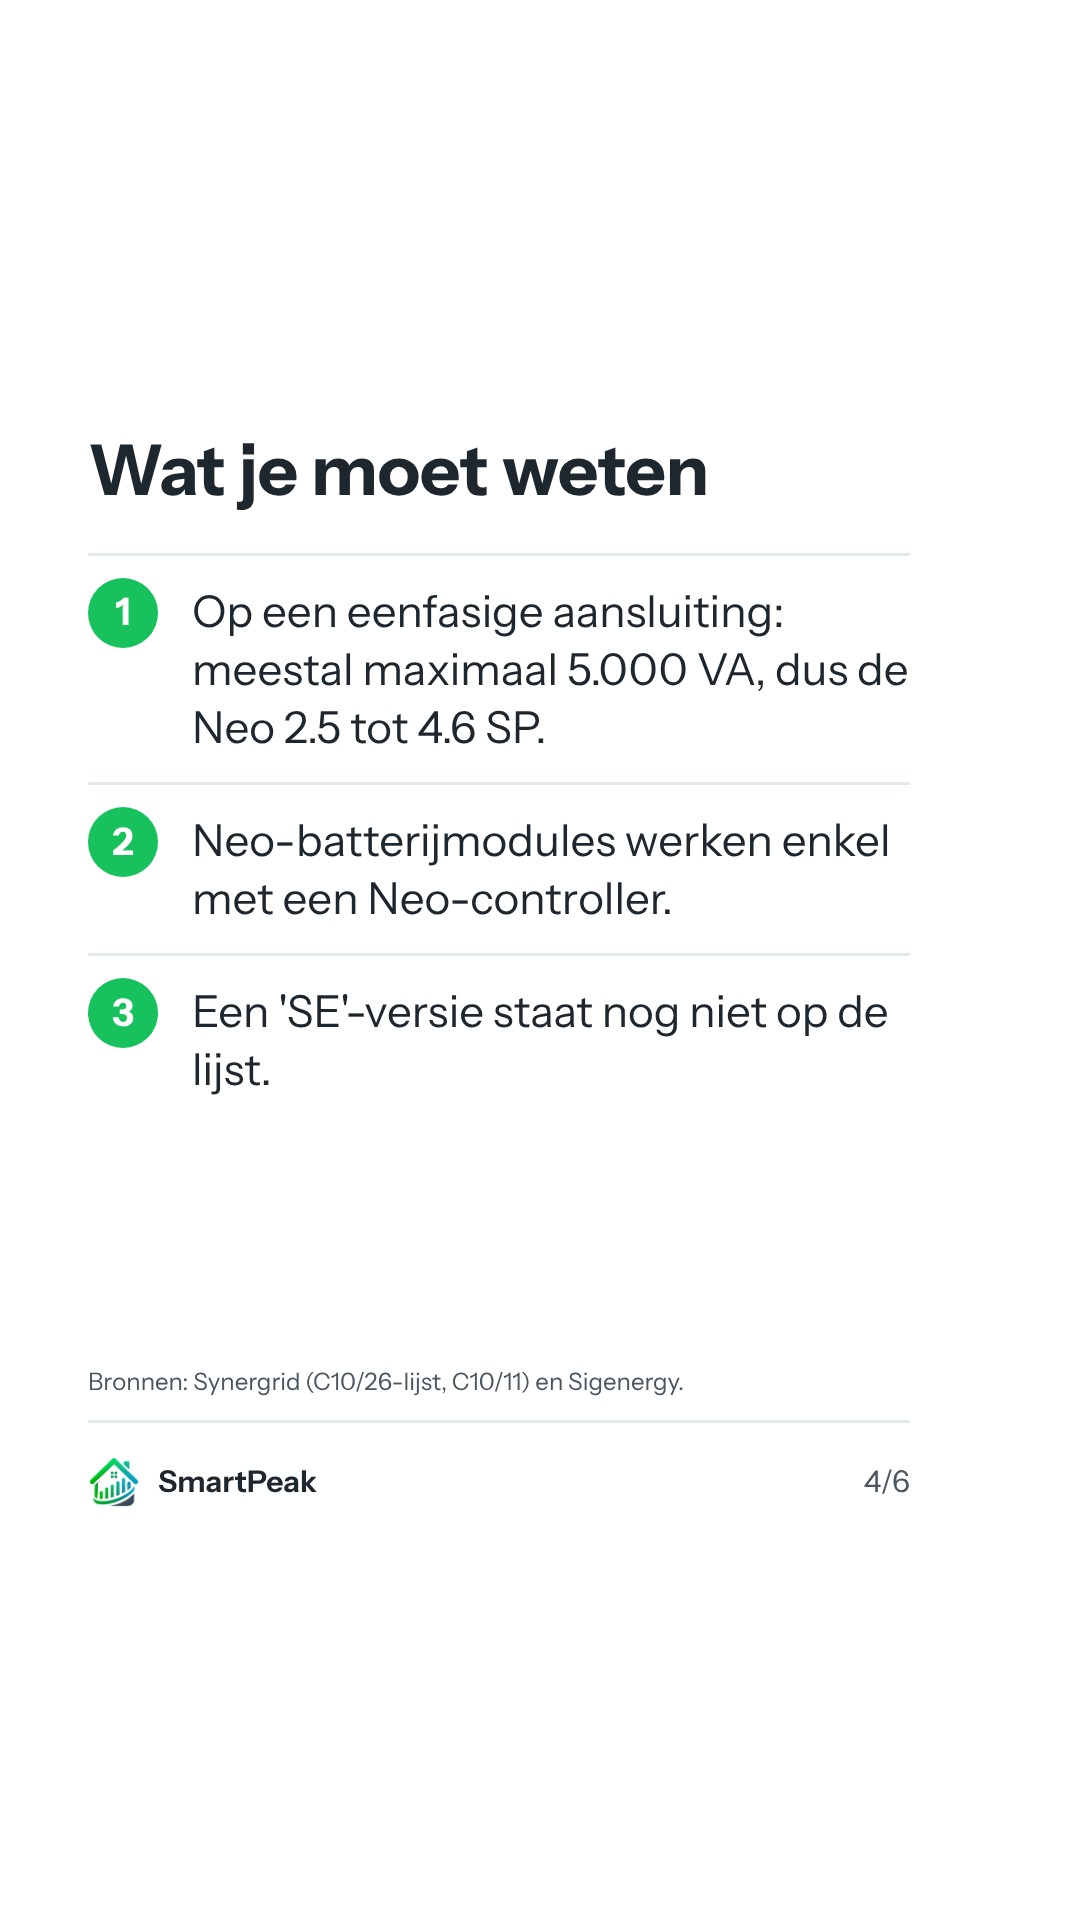 Wat je moet weten
1
Op een eenfasige aansluiting:
meestal maximaal 5.000 VA, dus de
Neo 2.5 tot 4.6 SP.
2
Neo-batterijmodules werken enkel
met een Neo-controller.
3
Een 'SE'-versie staat nog niet op de
lijst.
Bronnen: Synergrid (C10/26-lijst, C10/11) en Sigenergy.
SmartPeak
4/6